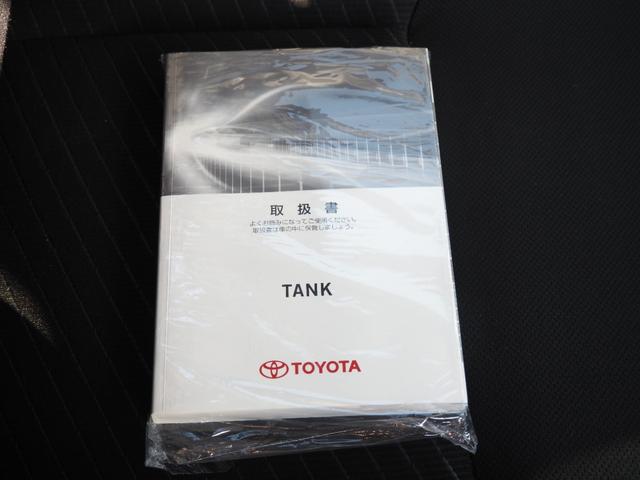 取扱書
よくお読みになってご使用ください。
取扱書は車の中に保管しましょう。
TANK
TOYOTA